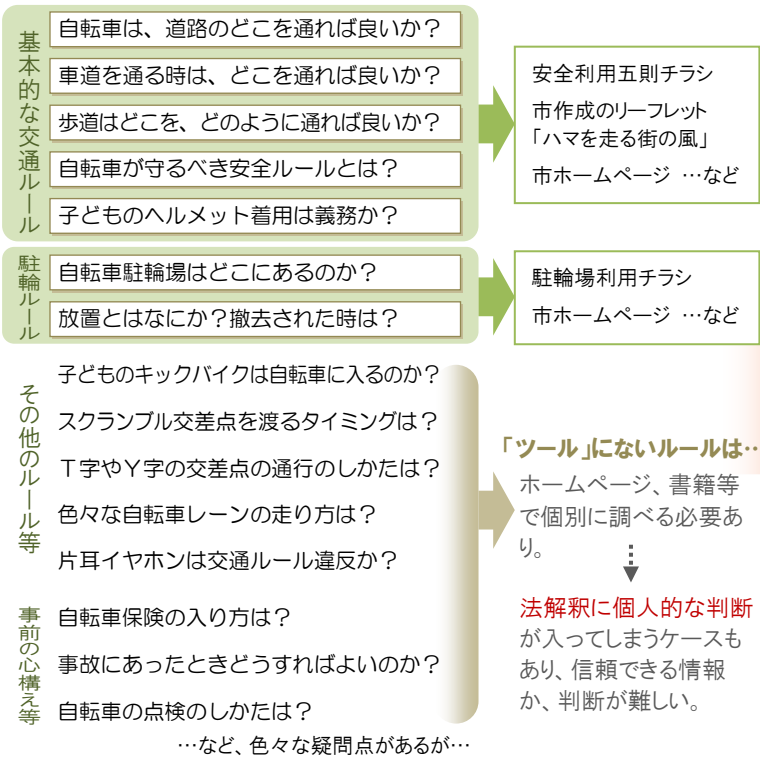 基本的な交通ルール
自転車は、道路のどこを通れば良いか？
車道を通る時は、どこを通れば良いか？
歩道はどこを、どのように通れば良いか？
自転車が守るべき安全ルールとは？
子どものヘルメット着用は義務か？
安全利用五則チラシ
市作成のリーフレット
「ハマを走る街の風」
市ホームページ …など
駐輪ルール
自転車駐輪場はどこにあるのか？
放置とはなにか？撤去された時は？
駐輪場利用チラシ
市ホームページ …など
その他のルール等
子どものキックバイクは自転車に入るのか？
スクランブル交差点を渡るタイミングは？
Ｔ字やＹ字の交差点の通行のしかたは？
色々な自転車レーンの走り方は？
片耳イヤホンは交通ルール違反か？
事前の心構え等
自転車保険の入り方は？
事故にあったときどうすればよいのか？
自転車の点検のしかたは？
…など、色々な疑問点があるが…
「ツール」にないルールは…
ホームページ、書籍等
で個別に調べる必要あ
り。
法解釈に個人的な判断
が入ってしまうケースも
あり、信頼できる情報
か、判断が難しい。